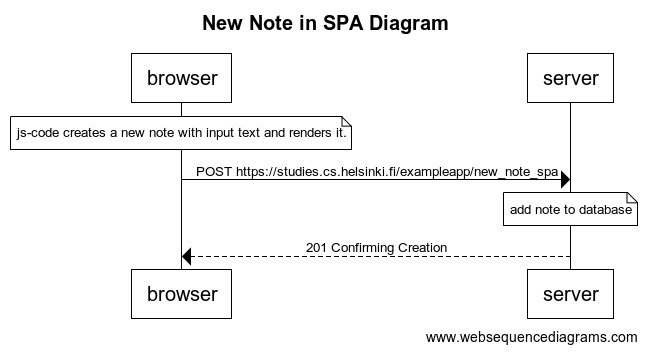 New Note in SPA Diagram
browser
server
js-code creates a new note with input text and renders it.
POST https://studies.cs.helsinki.fi/exampleapp/new_note_spa
add note to database
201 Confirming Creation
browser
server
www.websequencediagrams.com